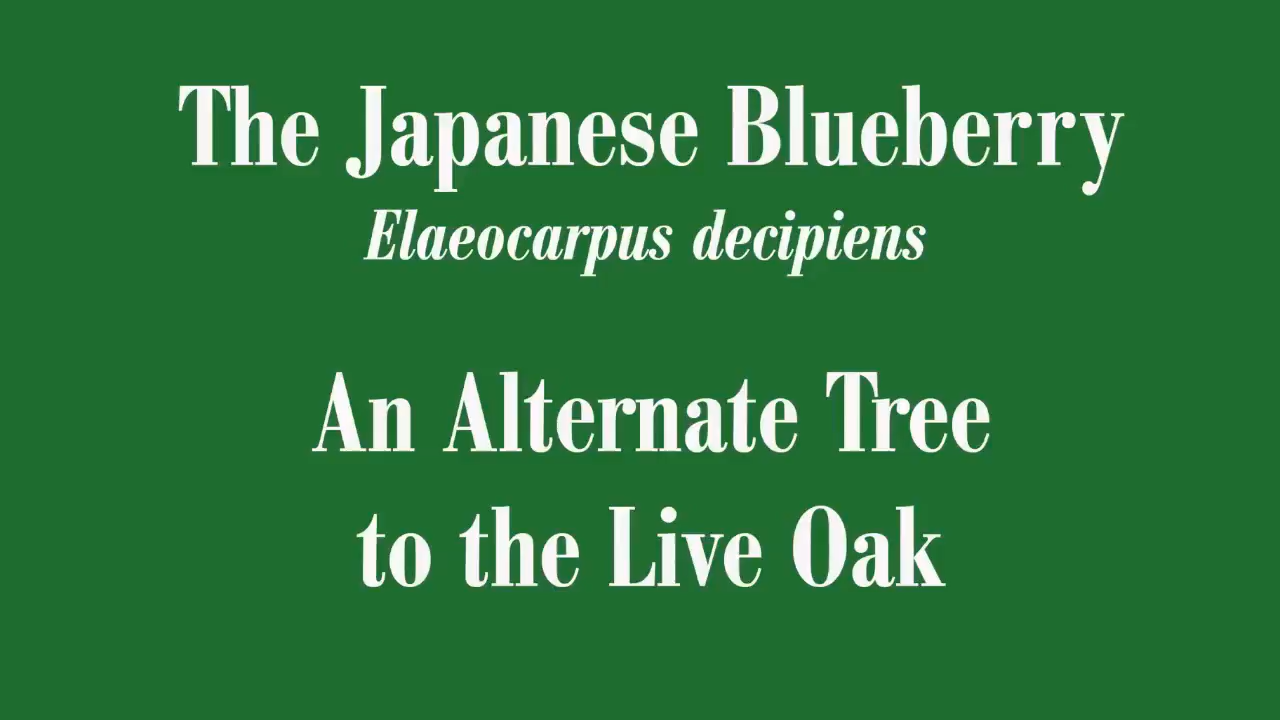 The Japanese Blueberry
Elaeocarpus decipiens
An Alternate Tree
to the Live Oak